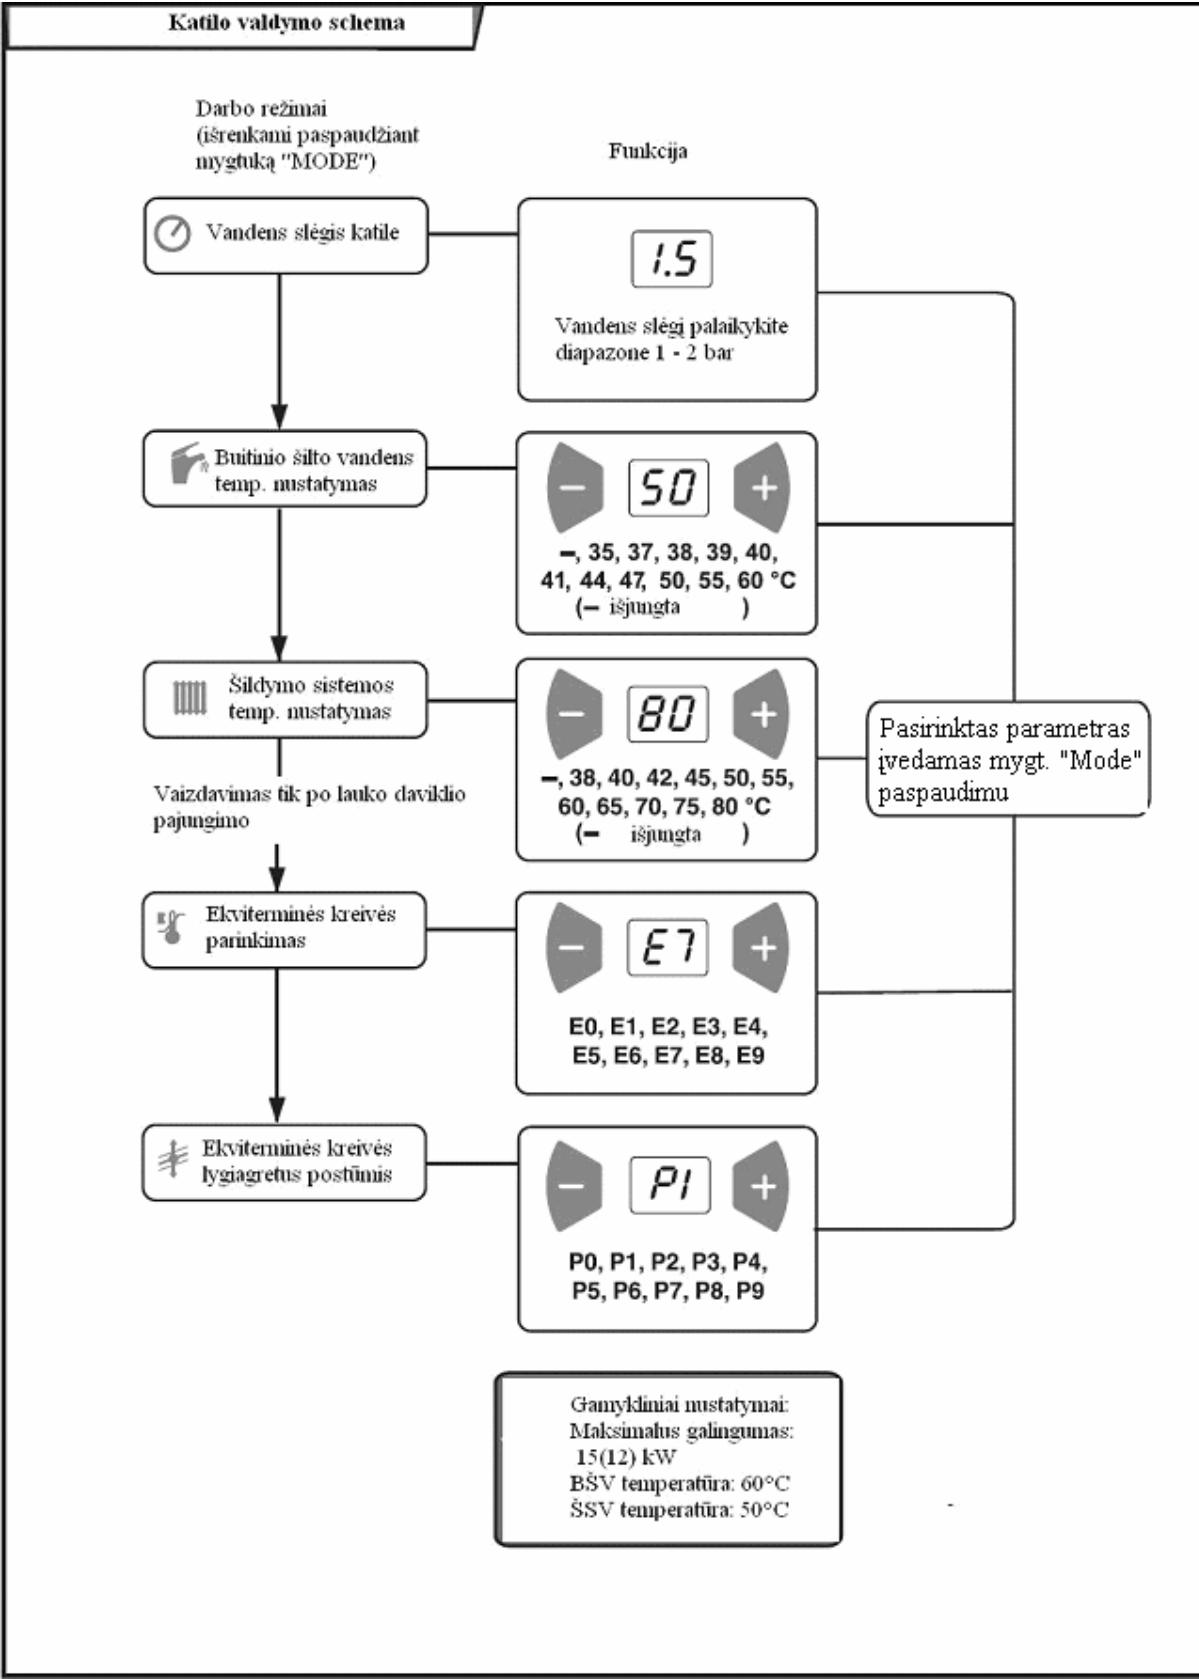 Katilo valdymo schema
Darbo režimai
(išrenkami paspaudžiant
mygtuką "MODE")
Funkcija
Vandens slėgis katile
1.5
Vandens slėgį palaikykite
diapazone 1 - 2 bar
Buitinio šilto vandens
temp. nustatymas
− 50 +
–, 35, 37, 38, 39, 40,
41, 44, 47, 50, 55, 60 °C
(– išjungta )
Šildymo sistemos
temp. nustatymas
− 80 +
–, 38, 40, 42, 45, 50, 55,
60, 65, 70, 75, 80 °C
(– išjungta )
Pasirinktas parametras
įvedamas mygt. "Mode"
paspaudimu
Vaizdavimas tik po lauko daviklio
pajungimo
Ekviterminės kreivės
parinkimas
− E7 +
E0, E1, E2, E3, E4,
E5, E6, E7, E8, E9
Ekviterminės kreivės
lygiagretus postūmis
− P1 +
P0, P1, P2, P3, P4,
P5, P6, P7, P8, P9
Gamykliniai nustatymai:
Maksimalus galingumas:
15(12) kW
BŠV temperatūra: 60°C
ŠSV temperatūra: 50°C